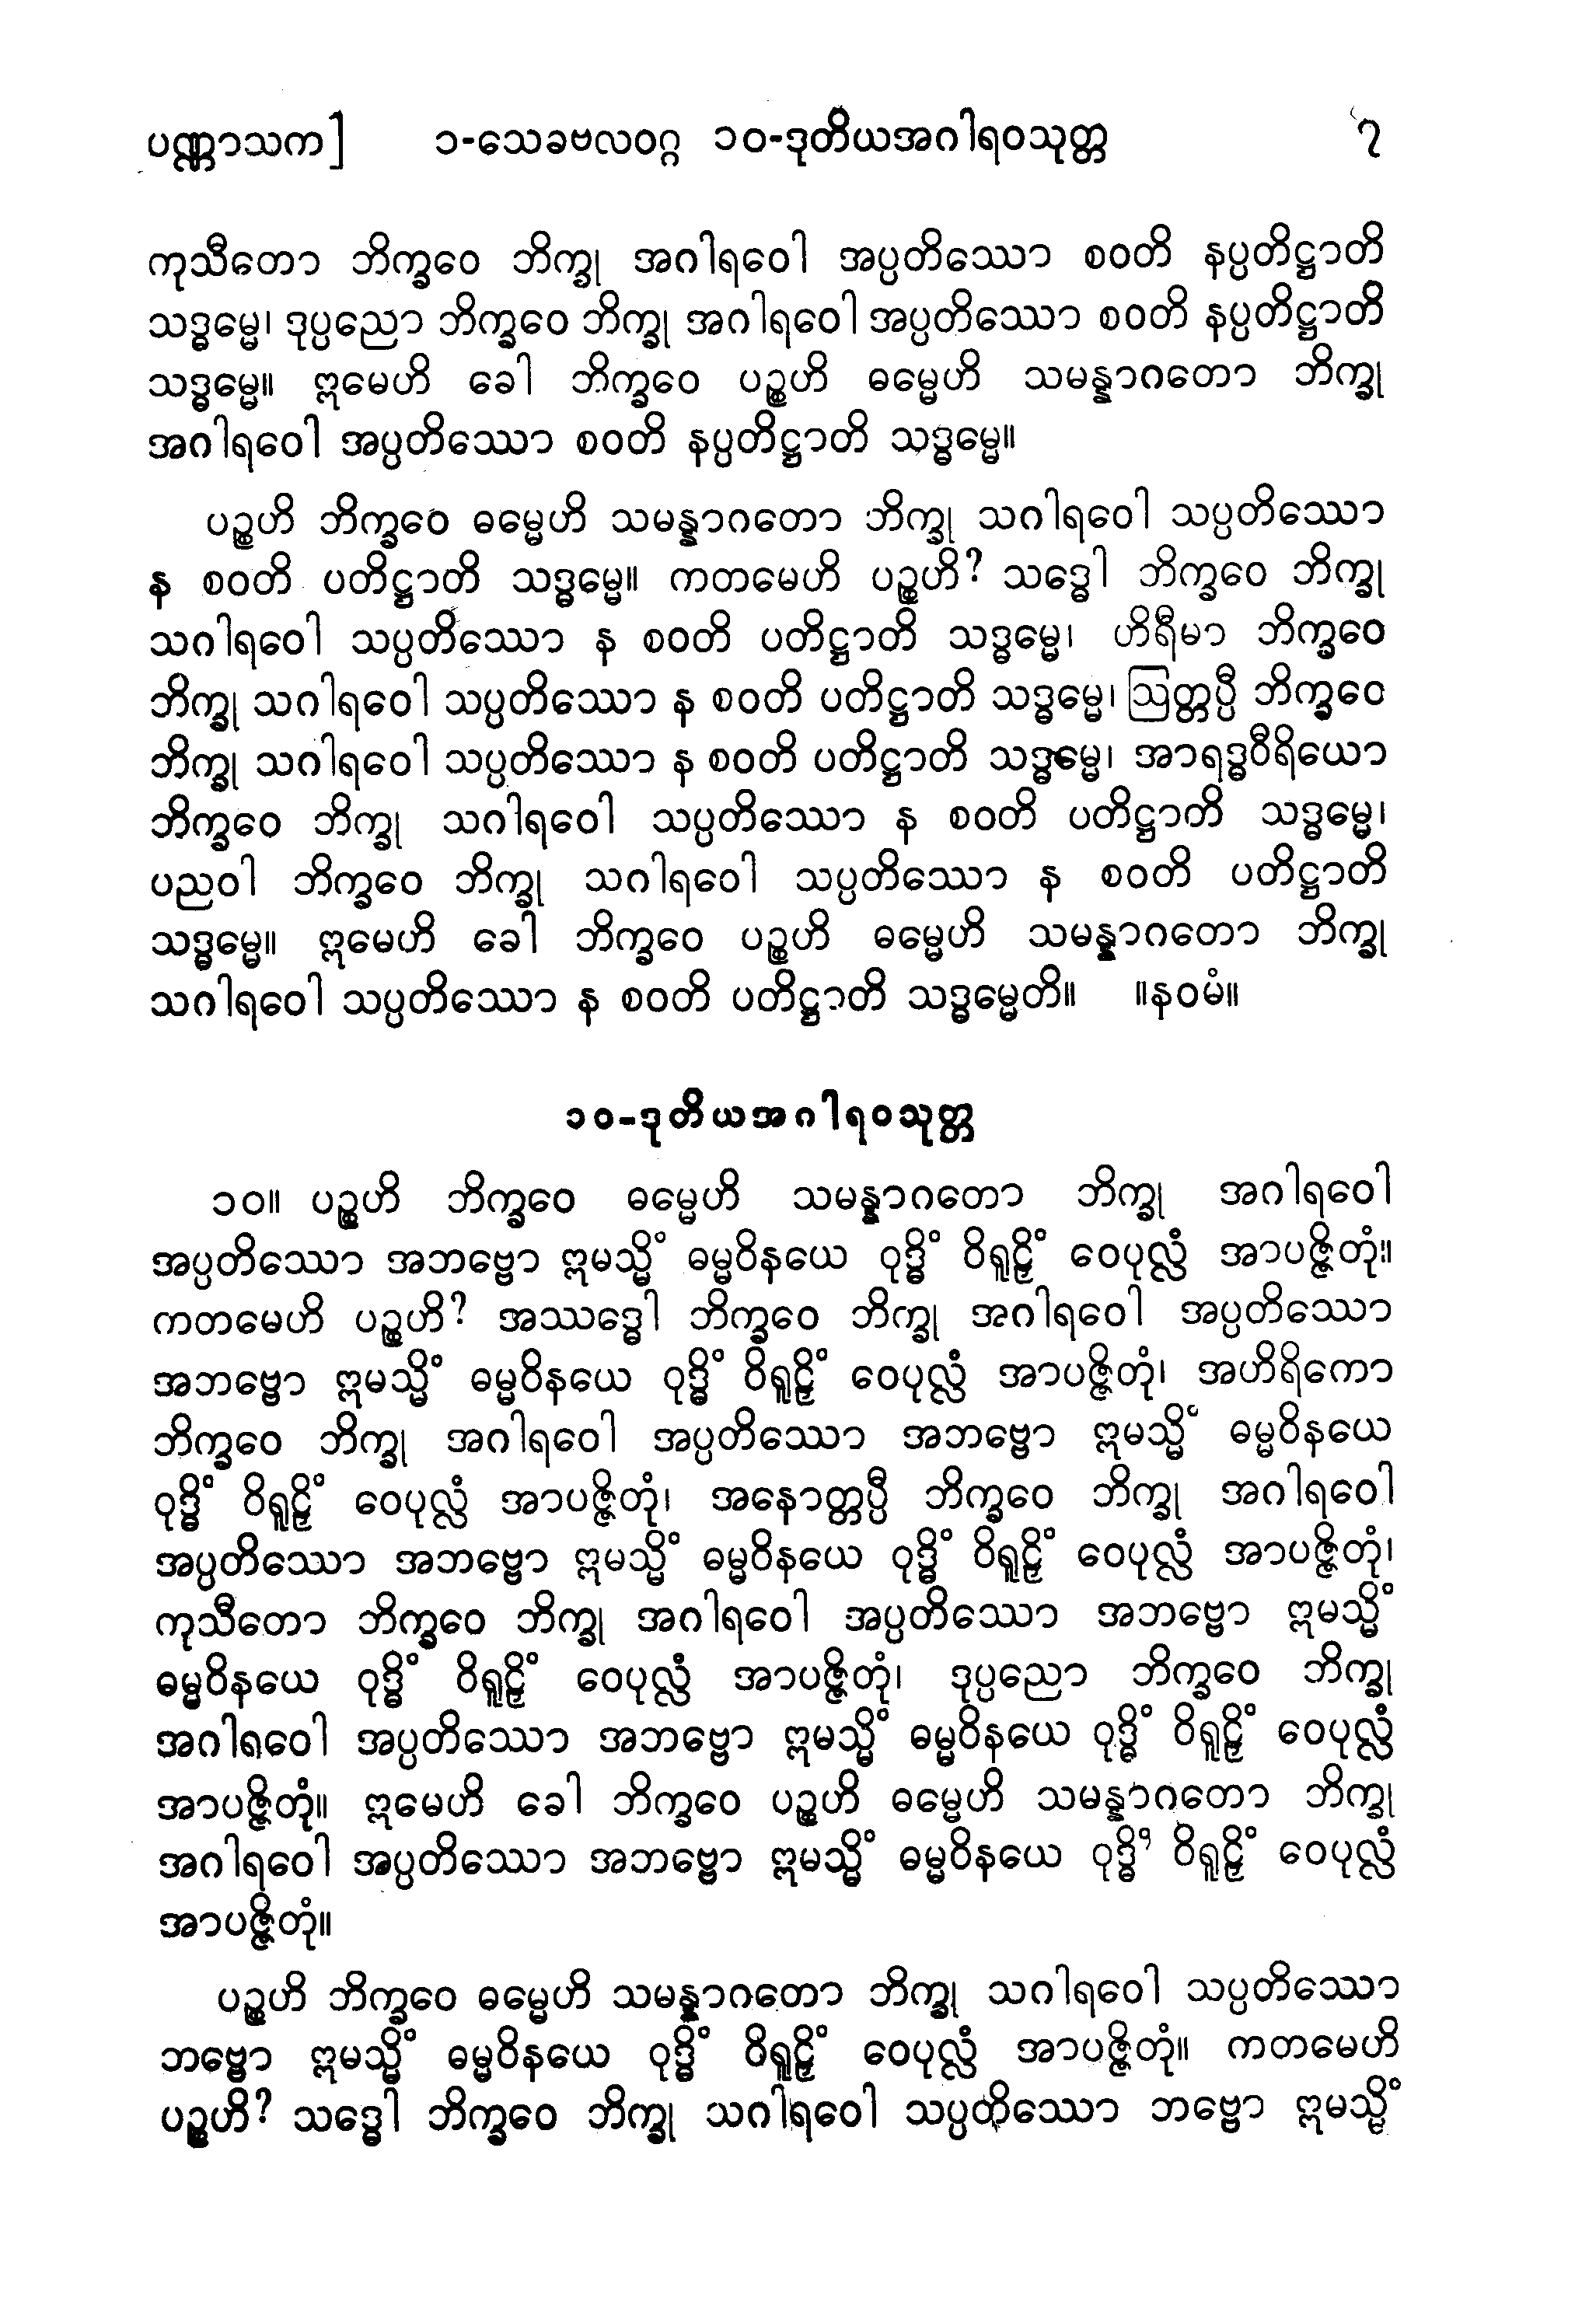 ပဏ္ဏာသက] ၁-သေခဗလဝဂ္ဂ ၁၀-ဒုတိယအဂါရဝသုတ္တ ၇
ကုသီတော ဘိက္ခဝေ ဘိက္ခု အဂါရဝေါ အပ္ပတိဿော စဝတိ နပ္ပတိဋ္ဌာတိ
သဒ္ဓမ္မေ၊ ဒုပ္ပညော ဘိက္ခဝေ ဘိက္ခု အဂါရဝေါ အပ္ပတိဿော စဝတိ နပ္ပတိဋ္ဌာတိ
သဒ္ဓမ္မေ။ ဣမေဟိ ခေါ ဘိက္ခဝေ ပဉ္စဟိ ဓမ္မေဟိ သမန္နာဂတော ဘိက္ခု
အဂါရဝေါ အပ္ပတိဿော စဝတိ နပ္ပတိဋ္ဌာတိ သဒ္ဓမ္မေ။
ပဉ္စဟိ ဘိက္ခဝေ ဓမ္မေဟိ သမန္နာဂတော ဘိက္ခု သဂါရဝေါ သပ္ပတိဿော
န စဝတိ ပတိဋ္ဌာတိ သဒ္ဓမ္မေ။ ကတမေဟိ ပဉ္စဟိ? သဒ္ဓေါ ဘိက္ခဝေ ဘိက္ခု
သဂါရဝေါ သပ္ပတိဿော န စဝတိ ပတိဋ္ဌာတိ သဒ္ဓမ္မေ၊ ဟိရီမာ ဘိက္ခဝေ
ဘိက္ခု သဂါရဝေါ သပ္ပတိဿော န စဝတိ ပတိဋ္ဌာတိ သဒ္ဓမ္မေ၊ ဩတ္တပ္ပီ ဘိက္ခဝေ
ဘိက္ခု သဂါရဝေါ သပ္ပတိဿော န စဝတိ ပတိဋ္ဌာတိ သဒ္ဓမ္မေ၊ အာရဒ္ဓဝီရိယော
ဘိက္ခဝေ ဘိက္ခု သဂါရဝေါ သပ္ပတိဿော န စဝတိ ပတိဋ္ဌာတိ သဒ္ဓမ္မေ၊
ပညဝါ ဘိက္ခဝေ ဘိက္ခု သဂါရဝေါ သပ္ပတိဿော န စဝတိ ပတိဋ္ဌာတိ
သဒ္ဓမ္မေ။ ဣမေဟိ ခေါ ဘိက္ခဝေ ပဉ္စဟိ ဓမ္မေဟိ သမန္နာဂတော ဘိက္ခု
သဂါရဝေါ သပ္ပတိဿော န စဝတိ ပတိဋ္ဌာတိ သဒ္ဓမ္မေတိ။ ။နဝမံ။
၁၀-ဒုတိယအဂါရဝသုတ္တ
၁၀။ ပဉ္စဟိ ဘိက္ခဝေ ဓမ္မေဟိ သမန္နာဂတော ဘိက္ခု အဂါရဝေါ
အပ္ပတိဿော အဘဗ္ဗော ဣမသ္မိံ ဓမ္မဝိနယေ ဝုဒ္ဓိံ ဝိရူဠှိံ ဝေပုလ္လံ အာပဇ္ဇိတုံ။
ကတမေဟိ ပဉ္စဟိ? အဿဒ္ဓေါ ဘိက္ခဝေ ဘိက္ခု အဂါရဝေါ အပ္ပတိဿော
အဘဗ္ဗော ဣမသ္မိံ ဓမ္မဝိနယေ ဝုဒ္ဓိံ ဝိရူဠှိံ ဝေပုလ္လံ အာပဇ္ဇိတုံ၊ အဟိရိကော
ဘိက္ခဝေ ဘိက္ခု အဂါရဝေါ အပ္ပတိဿော အဘဗ္ဗော ဣမသ္မိံ ဓမ္မဝိနယေ
ဝုဒ္ဓိံ ဝိရူဠှိံ ဝေပုလ္လံ အာပဇ္ဇိတုံ၊ အနောတ္တပ္ပီ ဘိက္ခဝေ ဘိက္ခု အဂါရဝေါ
အပ္ပတိဿော အဘဗ္ဗော ဣမသ္မိံ ဓမ္မဝိနယေ ဝုဒ္ဓိံ ဝိရူဠှိံ ဝေပုလ္လံ အာပဇ္ဇိတုံ၊
ကုသီတော ဘိက္ခဝေ ဘိက္ခု အဂါရဝေါ အပ္ပတိဿော အဘဗ္ဗော ဣမသ္မိံ
ဓမ္မဝိနယေ ဝုဒ္ဓိံ ဝိရူဠှိံ ဝေပုလ္လံ အာပဇ္ဇိတုံ၊ ဒုပ္ပညော ဘိက္ခဝေ ဘိက္ခု
အဂါရဝေါ အပ္ပတိဿော အဘဗ္ဗော ဣမသ္မိံ ဓမ္မဝိနယေ ဝုဒ္ဓိံ ဝိရူဠှိံ ဝေပုလ္လံ
အာပဇ္ဇိတုံ။ ဣမေဟိ ခေါ ဘိက္ခဝေ ပဉ္စဟိ ဓမ္မေဟိ သမန္နာဂတော ဘိက္ခု
အဂါရဝေါ အပ္ပတိဿော အဘဗ္ဗော ဣမသ္မိံ ဓမ္မဝိနယေ ဝုဒ္ဓိံ ဝိရူဠှိံ ဝေပုလ္လံ
အာပဇ္ဇိတုံ။
ပဉ္စဟိ ဘိက္ခဝေ ဓမ္မေဟိ သမန္နာဂတော ဘိက္ခု သဂါရဝေါ သပ္ပတိဿော
ဘဗ္ဗော ဣမသ္မိံ ဓမ္မဝိနယေ ဝုဒ္ဓိံ ဝိရူဠှိံ ဝေပုလ္လံ အာပဇ္ဇိတုံ။ ကတမေဟိ
ပဉ္စဟိ? သဒ္ဓေါ ဘိက္ခဝေ ဘိက္ခု သဂါရဝေါ သပ္ပတိဿော ဘဗ္ဗော ဣမသ္မိံ